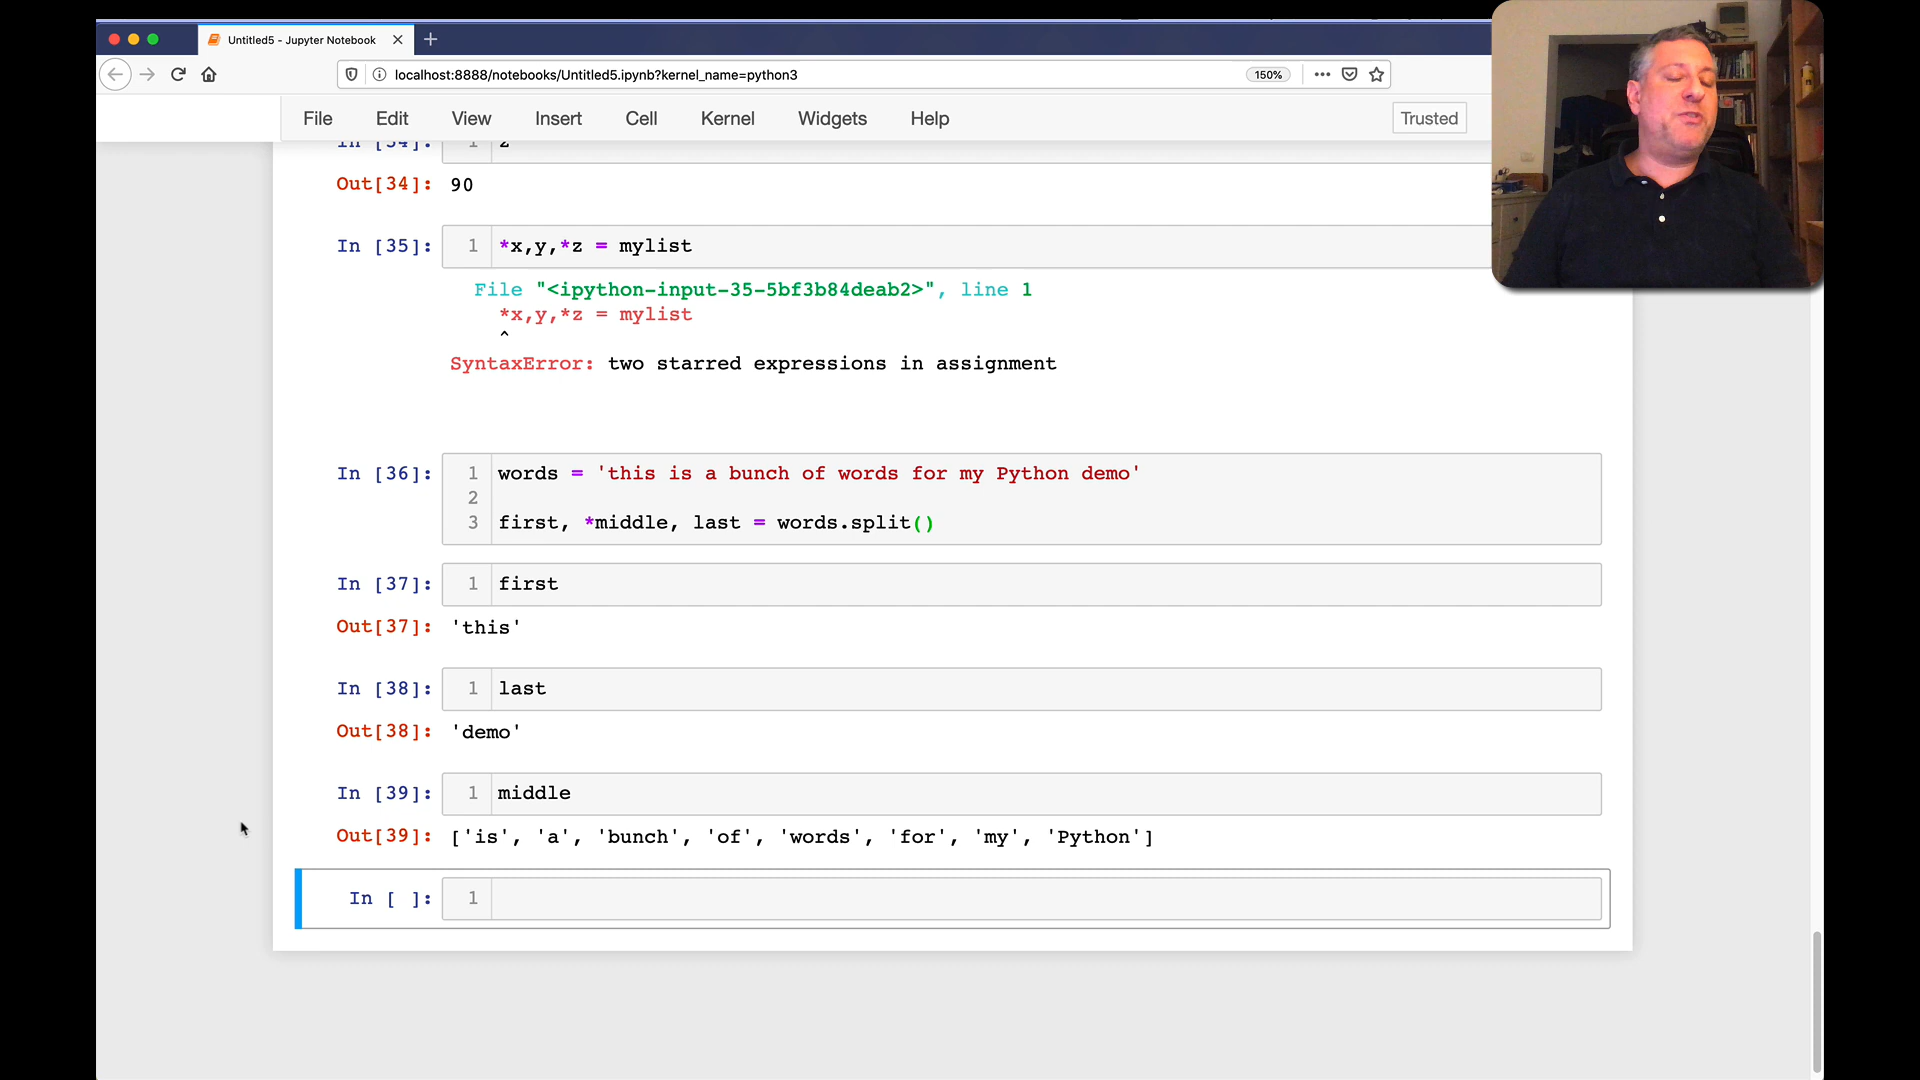 Untitled5 - Jupyter Notebook
localhost:8888/notebooks/Untitled5.ipynb?kernel_name=python3
150%
File Edit View Insert Cell Kernel Widgets Help
Trusted
In [34]: 1 z
Out[34]: 90
In [35]: 1 *x,y,*z = mylist
File "<ipython-input-35-5bf3b84deab2>", line 1
*x,y,*z = mylist
^
SyntaxError: two starred expressions in assignment
In [36]: 1 words = 'this is a bunch of words for my Python demo'
2
3 first, *middle, last = words.split()
In [37]: 1 first
Out[37]: 'this'
In [38]: 1 last
Out[38]: 'demo'
In [39]: 1 middle
Out[39]: ['is', 'a', 'bunch', 'of', 'words', 'for', 'my', 'Python']
In [ ]: 1